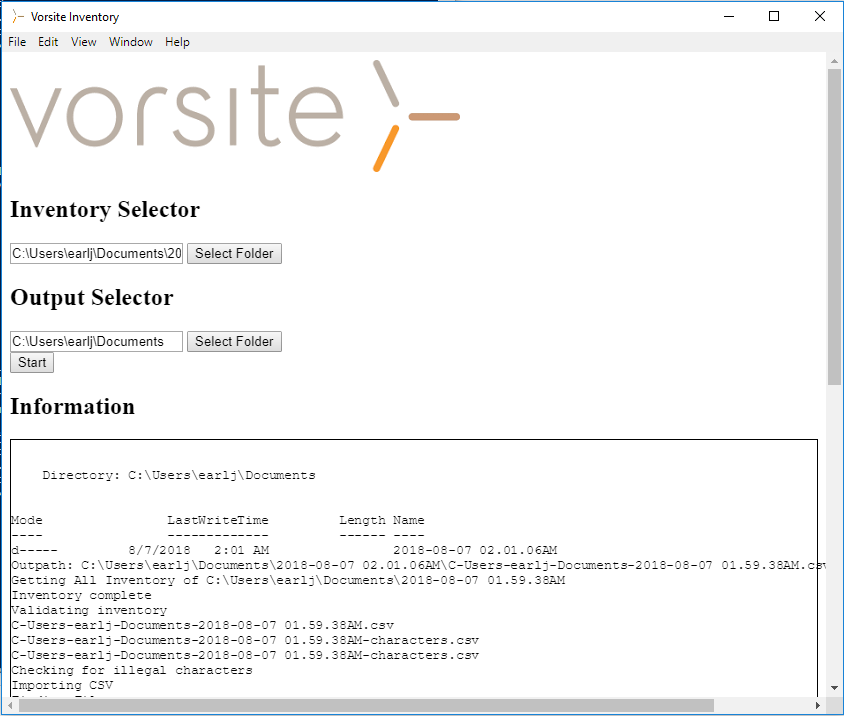 Vorsite Inventory
File Edit View Window Help
vorsite
Inventory Selector
C:\Users\earlj\Documents\20 Select Folder
Output Selector
C:\Users\earlj\Documents Select Folder
Start
Information
Directory: C:\Users\earlj\Documents
Mode LastWriteTime Length Name
---- ------------- ------ ----
d----- 8/7/2018 2:01 AM 2018-08-07 02.01.06AM
Outpath: C:\Users\earlj\Documents\2018-08-07 02.01.06AM\C-Users-earlj-Documents-2018-08-07 01.59.38AM.csv
Getting All Inventory of C:\Users\earlj\Documents\2018-08-07 01.59.38AM
Inventory complete
Validating inventory
C-Users-earlj-Documents-2018-08-07 01.59.38AM.csv
C-Users-earlj-Documents-2018-08-07 01.59.38AM-characters.csv
C-Users-earlj-Documents-2018-08-07 01.59.38AM-characters.csv
Checking for illegal characters
Importing CSV